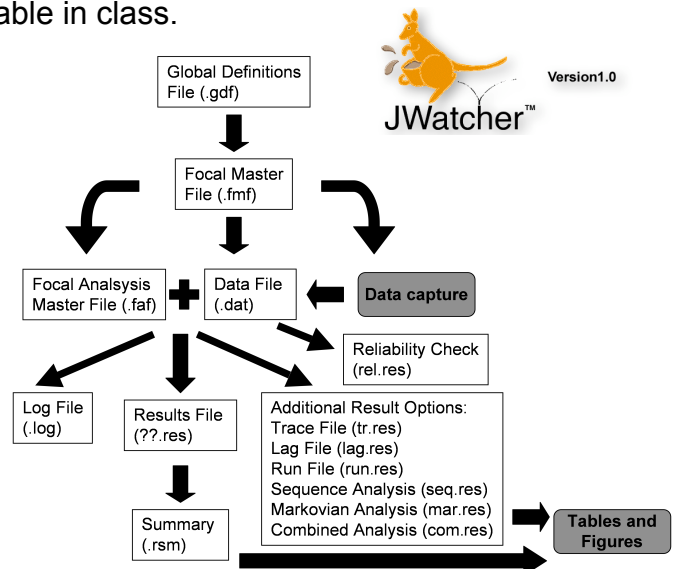 able in class.
Global Definitions
File (.gdf)
Version1.0
JWatcher™
Focal Master
File (.fmf)
Focal Analsysis
Master File (.faf)
Data File
(.dat)
Data capture
Reliability Check
(rel.res)
Log File
(.log)
Results File
(??.res)
Additional Result Options:
Trace File (tr.res)
Lag File (lag.res)
Run File (run.res)
Sequence Analysis (seq.res)
Markovian Analysis (mar.res)
Combined Analysis (com.res)
Summary
(.rsm)
Tables and
Figures